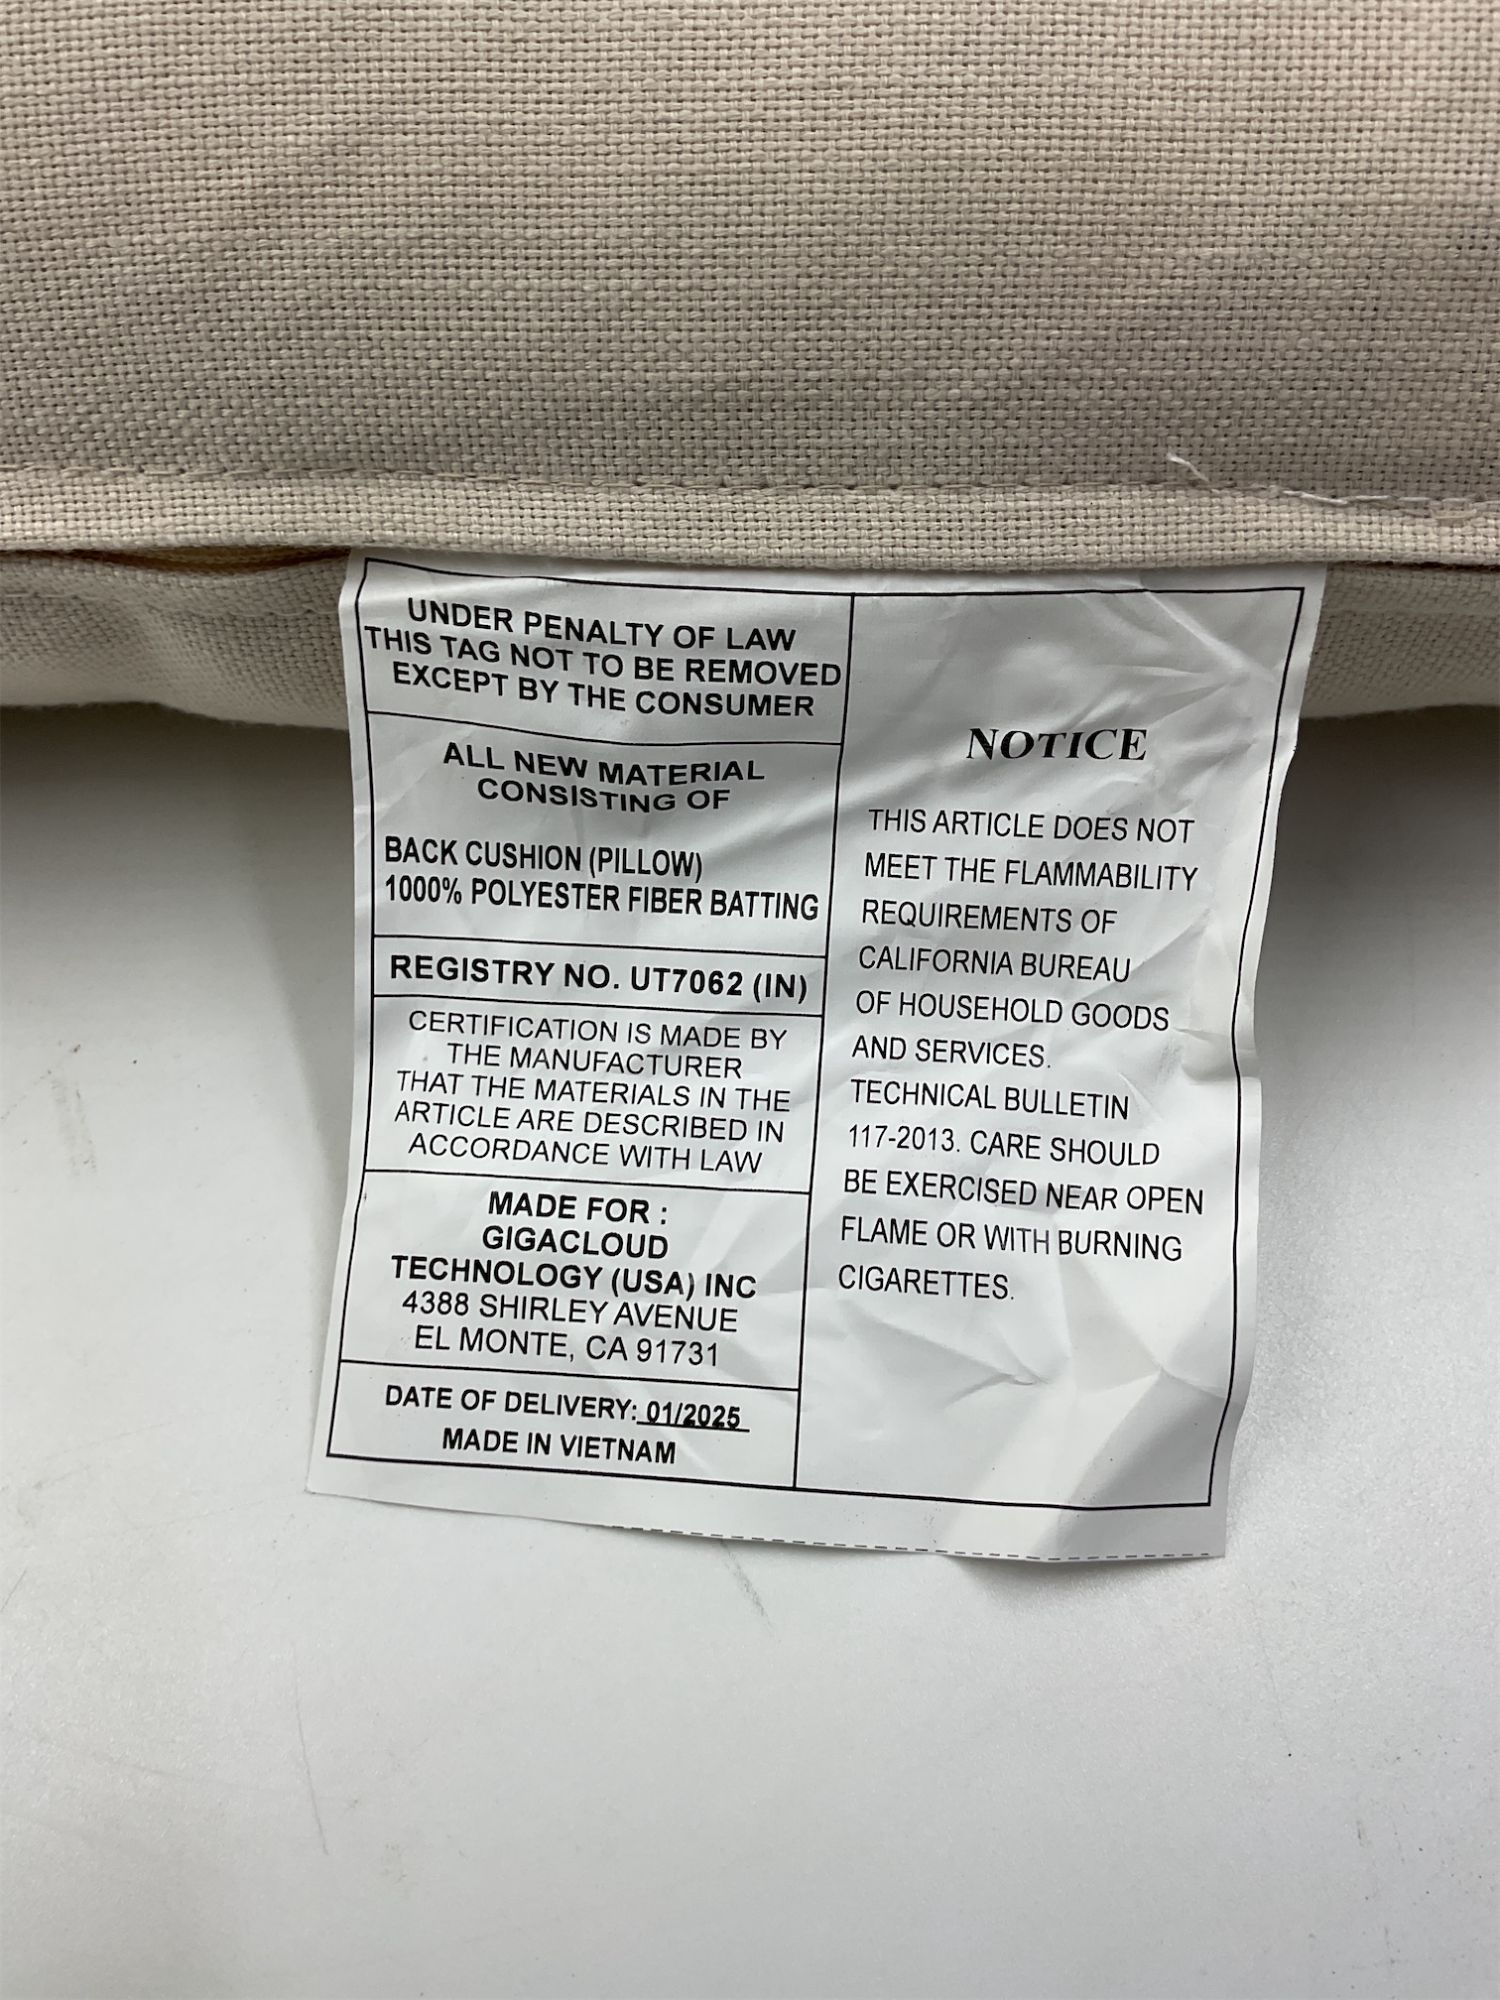 UNDER PENALTY OF LAW
THIS TAG NOT TO BE REMOVED
EXCEPT BY THE CONSUMER
ALL NEW MATERIAL
CONSISTING OF
BACK CUSHION (PILLOW)
1000% POLYESTER FIBER BATTING
REGISTRY NO. UT7062 (IN)
CERTIFICATION IS MADE BY
THE MANUFACTURER
THAT THE MATERIALS IN THE
ARTICLE ARE DESCRIBED IN
ACCORDANCE WITH LAW
MADE FOR :
GIGACLOUD
TECHNOLOGY (USA) INC
4388 SHIRLEY AVENUE
EL MONTE, CA 91731
DATE OF DELIVERY: 01/2025
MADE IN VIETNAM
NOTICE
THIS ARTICLE DOES NOT
MEET THE FLAMMABILITY
REQUIREMENTS OF
CALIFORNIA BUREAU
OF HOUSEHOLD GOODS
AND SERVICES.
TECHNICAL BULLETIN
117-2013. CARE SHOULD
BE EXERCISED NEAR OPEN
FLAME OR WITH BURNING
CIGARETTES.